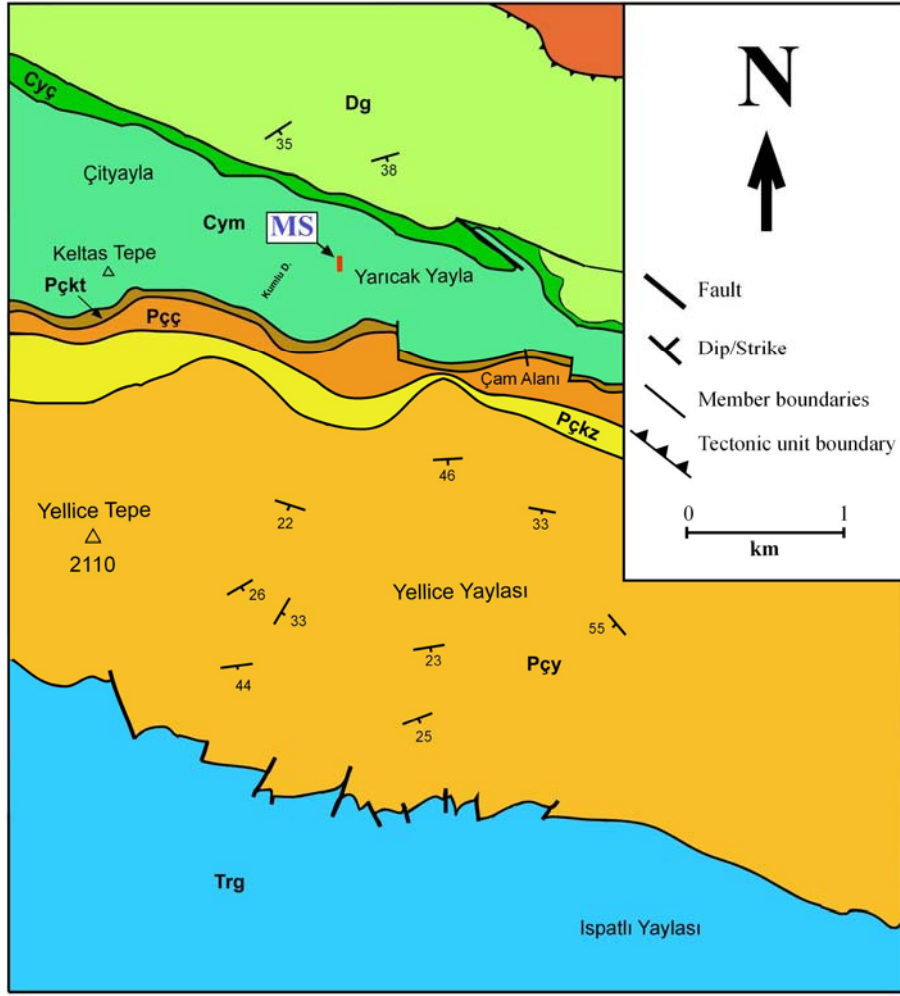 N
Cyç
Dg
35
38
Çityayla
Cym
MS
Keltas Tepe
Kumlu D.
Yarıcak Yayla
Pçkt
Pçç
Çam Alanı
Pçkz
46
22
33
Yellice Tepe
2110
26
33
Yellice Yaylası
55
23
Pçy
44
25
Trg
Ispatlı Yaylası
Fault
Dip/Strike
Member boundaries
Tectonic unit boundary
0 1
km